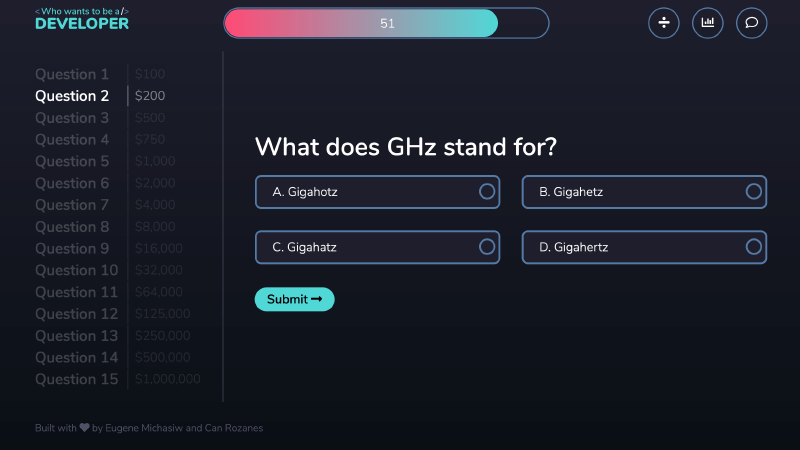 <Who wants to be a/>
DEVELOPER
51
Question 1 $100
Question 2 $200
Question 3 $500
Question 4 $750
Question 5 $1,000
Question 6 $2,000
Question 7 $4,000
Question 8 $8,000
Question 9 $16,000
Question 10 $32,000
Question 11 $64,000
Question 12 $125,000
Question 13 $250,000
Question 14 $500,000
Question 15 $1,000,000
What does GHz stand for?
A. Gigahotz
B. Gigahetz
C. Gigahatz
D. Gigahertz
Submit
Built with by Eugene Michasiw and Can Rozanes